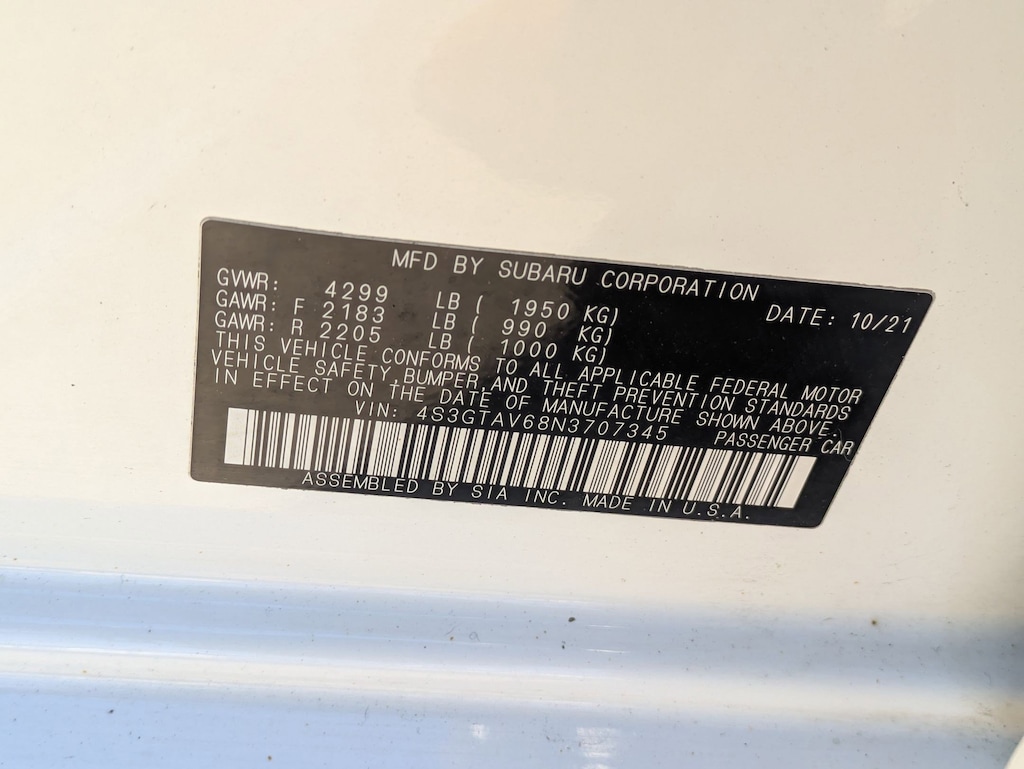 MFD BY SUBARU CORPORATION
GVWR: 4299 LB ( 1950 KG) DATE: 10/21
GAWR: F 2183 LB ( 990 KG)
GAWR: R 2205 LB ( 1000 KG)
THIS VEHICLE CONFORMS TO ALL APPLICABLE FEDERAL MOTOR
VEHICLE SAFETY BUMPER,AND THEFT PREVENTION STANDARDS
IN EFFECT ON THE DATE OF MANUFACTURE SHOWN ABOVE.
VIN: 4S3GTAV68N3707345 PASSENGER CAR
ASSEMBLED BY SIA INC. MADE IN U.S.A.